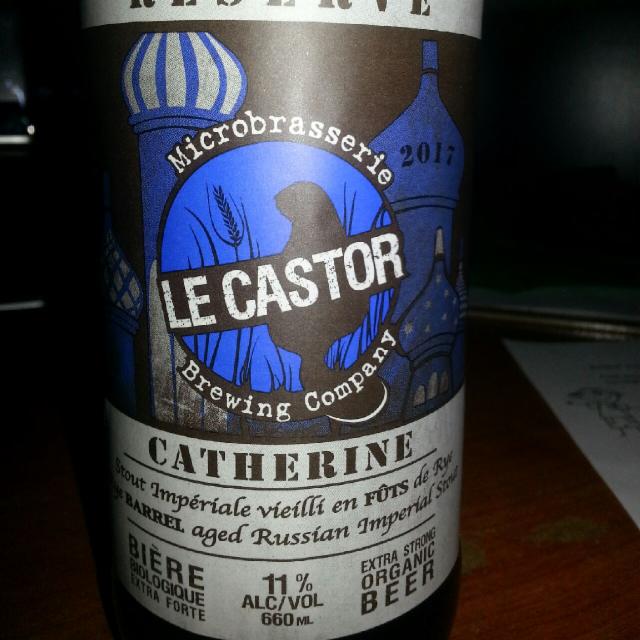 RÉSERVE
Microbrasserie
2017
LE CASTOR
Brewing Company
CATHERINE
Stout Impériale vieilli en FÛTS de Rye
BARREL aged Russian Imperial Stout
BIÈRE
BIOLOGIQUE
EXTRA FORTE
11 %
ALC/VOL
660 ML
EXTRA STRONG
ORGANIC
BEER